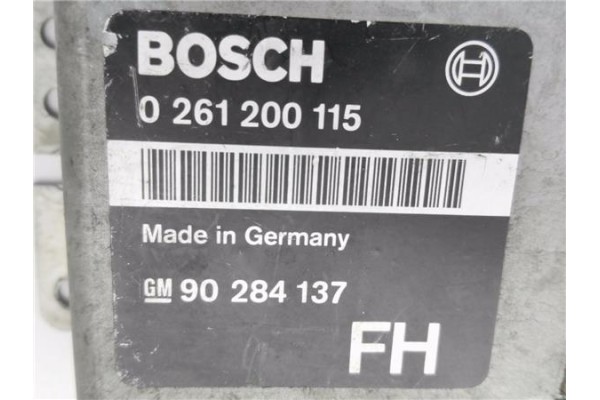 BOSCH
0 261 200 115
Made in Germany
GM 90 284 137
FH